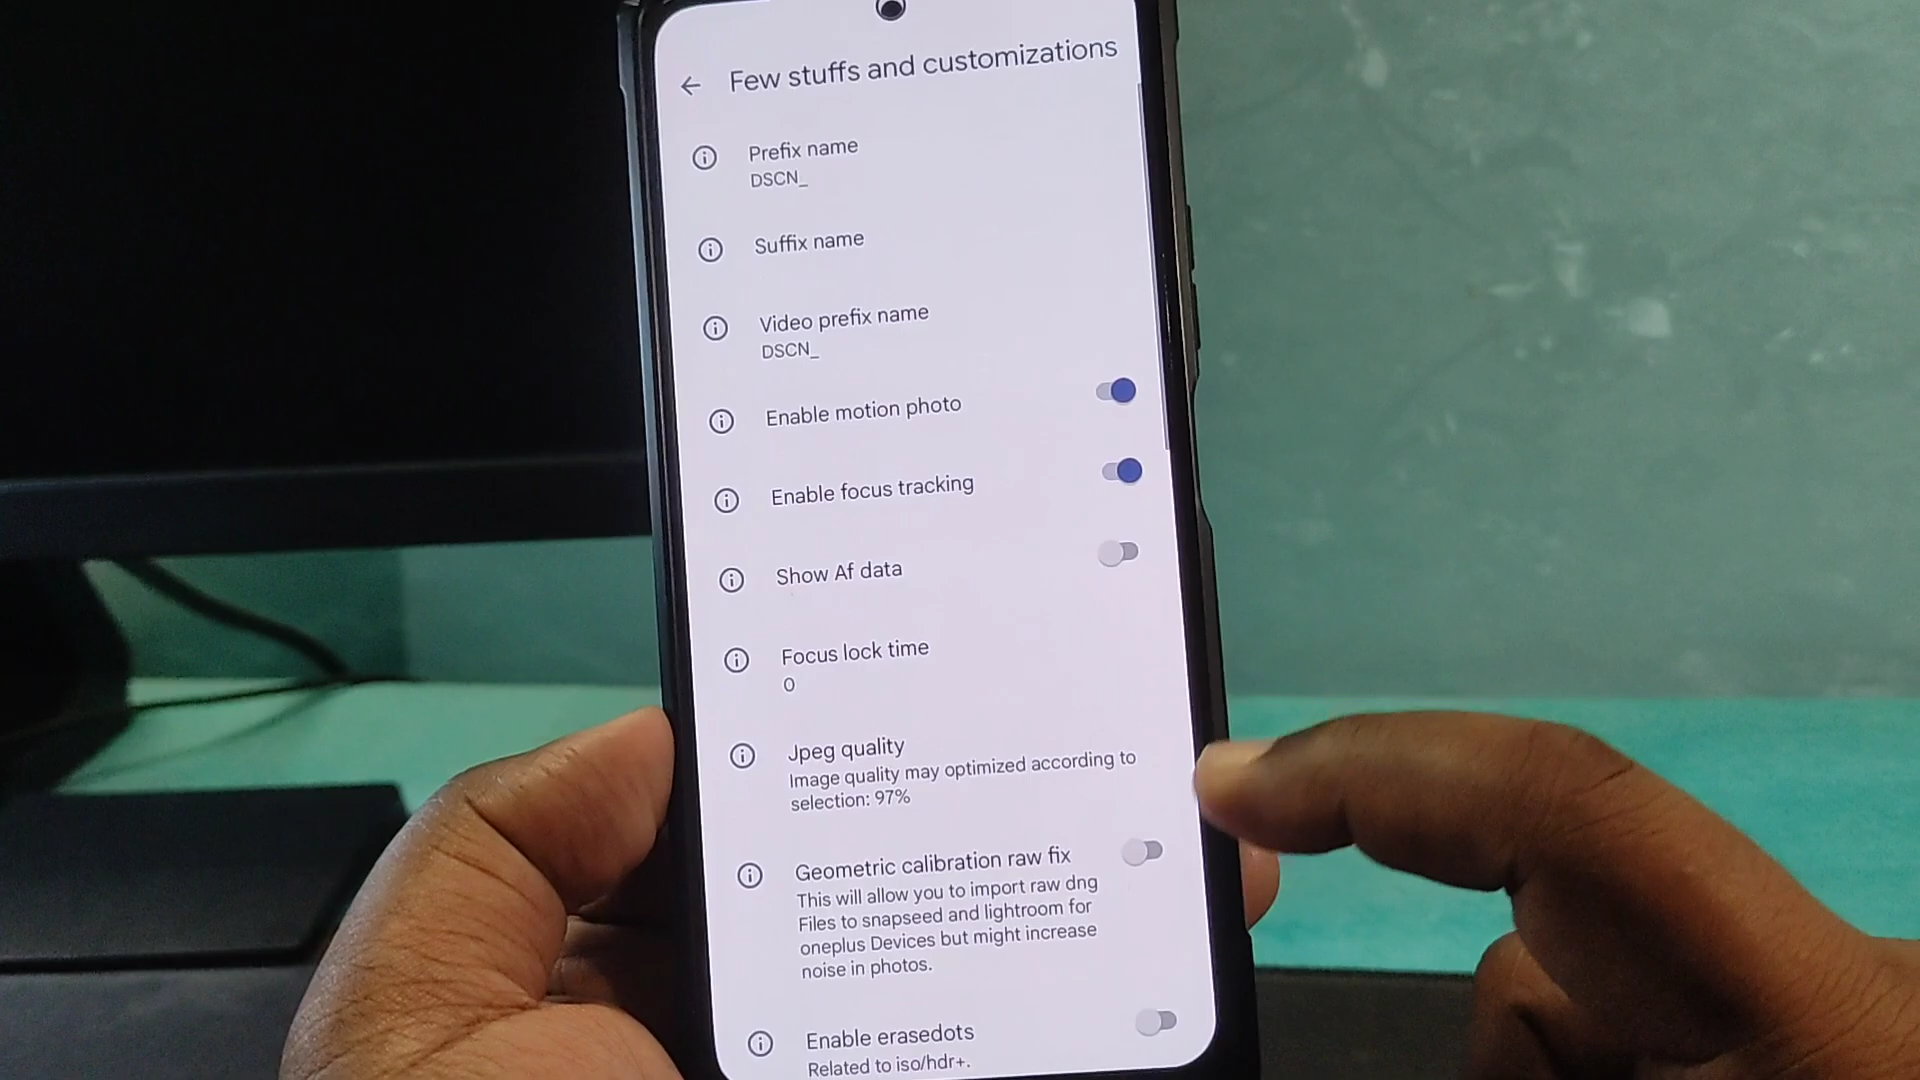 Few stuffs and customizations
Prefix name
DSCN_
Suffix name
Video prefix name
DSCN_
Enable motion photo
Enable focus tracking
Show Af data
Focus lock time
0
Jpeg quality
Image quality may optimized according to
selection: 97%
Geometric calibration raw fix
This will allow you to import raw dng
Files to snapseed and lightroom for
oneplus Devices but might increase
noise in photos.
Enable erasedots
Related to iso/hdr+.